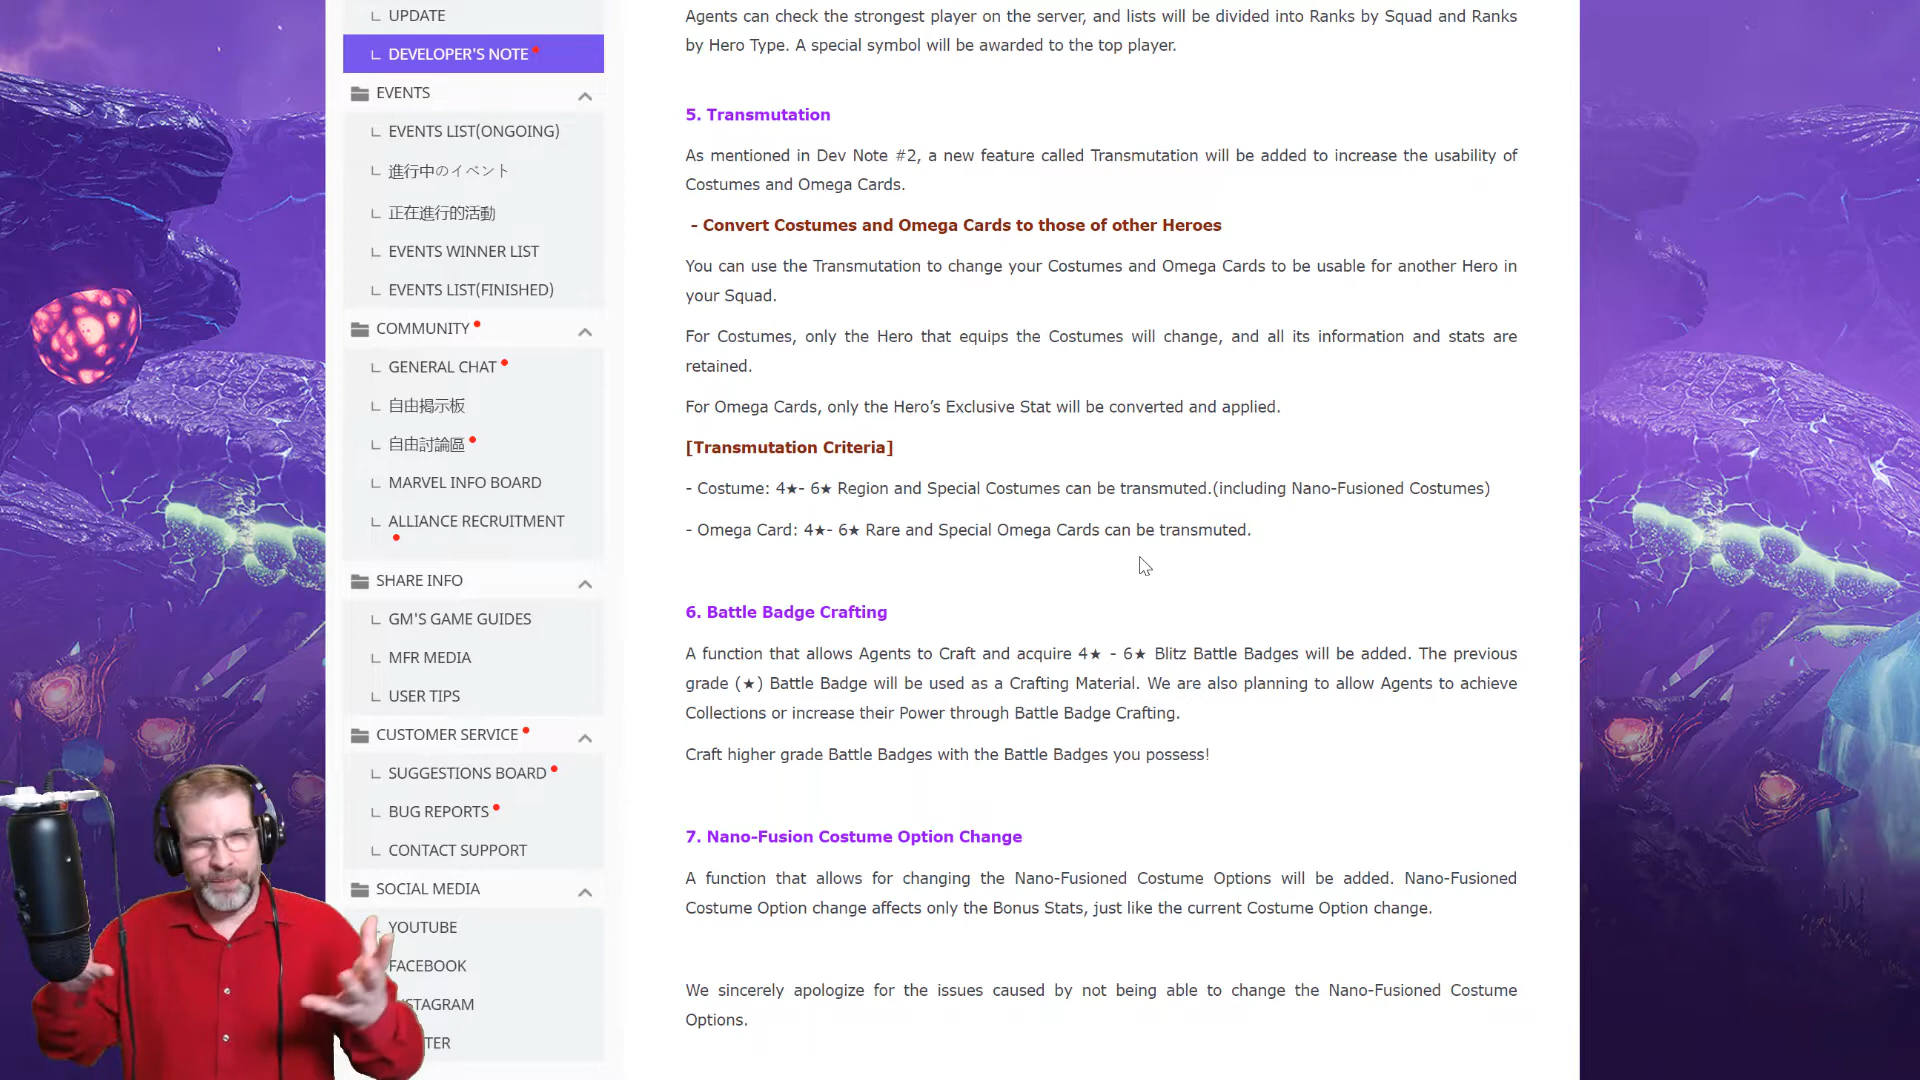 UPDATE
DEVELOPER'S NOTE
EVENTS
EVENTS LIST(ONGOING)
進行中のイベント
正在進行的活動
EVENTS WINNER LIST
EVENTS LIST(FINISHED)
COMMUNITY
GENERAL CHAT
自由掲示板
自由討論區
MARVEL INFO BOARD
ALLIANCE RECRUITMENT
SHARE INFO
GM'S GAME GUIDES
MFR MEDIA
USER TIPS
CUSTOMER SERVICE
SUGGESTIONS BOARD
BUG REPORTS
CONTACT SUPPORT
SOCIAL MEDIA
YOUTUBE
FACEBOOK
STAGRAM
TER
Agents can check the strongest player on the server, and lists will be divided into Ranks by Squad and Ranks
by Hero Type. A special symbol will be awarded to the top player.
5. Transmutation
As mentioned in Dev Note #2, a new feature called Transmutation will be added to increase the usability of
Costumes and Omega Cards.
- Convert Costumes and Omega Cards to those of other Heroes
You can use the Transmutation to change your Costumes and Omega Cards to be usable for another Hero in
your Squad.
For Costumes, only the Hero that equips the Costumes will change, and all its information and stats are
retained.
For Omega Cards, only the Hero’s Exclusive Stat will be converted and applied.
[Transmutation Criteria]
- Costume: 4★- 6★ Region and Special Costumes can be transmuted.(including Nano-Fusioned Costumes)
- Omega Card: 4★- 6★ Rare and Special Omega Cards can be transmuted.
6. Battle Badge Crafting
A function that allows Agents to Craft and acquire 4★ - 6★ Blitz Battle Badges will be added. The previous
grade (★) Battle Badge will be used as a Crafting Material. We are also planning to allow Agents to achieve
Collections or increase their Power through Battle Badge Crafting.
Craft higher grade Battle Badges with the Battle Badges you possess!
7. Nano-Fusion Costume Option Change
A function that allows for changing the Nano-Fusioned Costume Options will be added. Nano-Fusioned
Costume Option change affects only the Bonus Stats, just like the current Costume Option change.
We sincerely apologize for the issues caused by not being able to change the Nano-Fusioned Costume
Options.